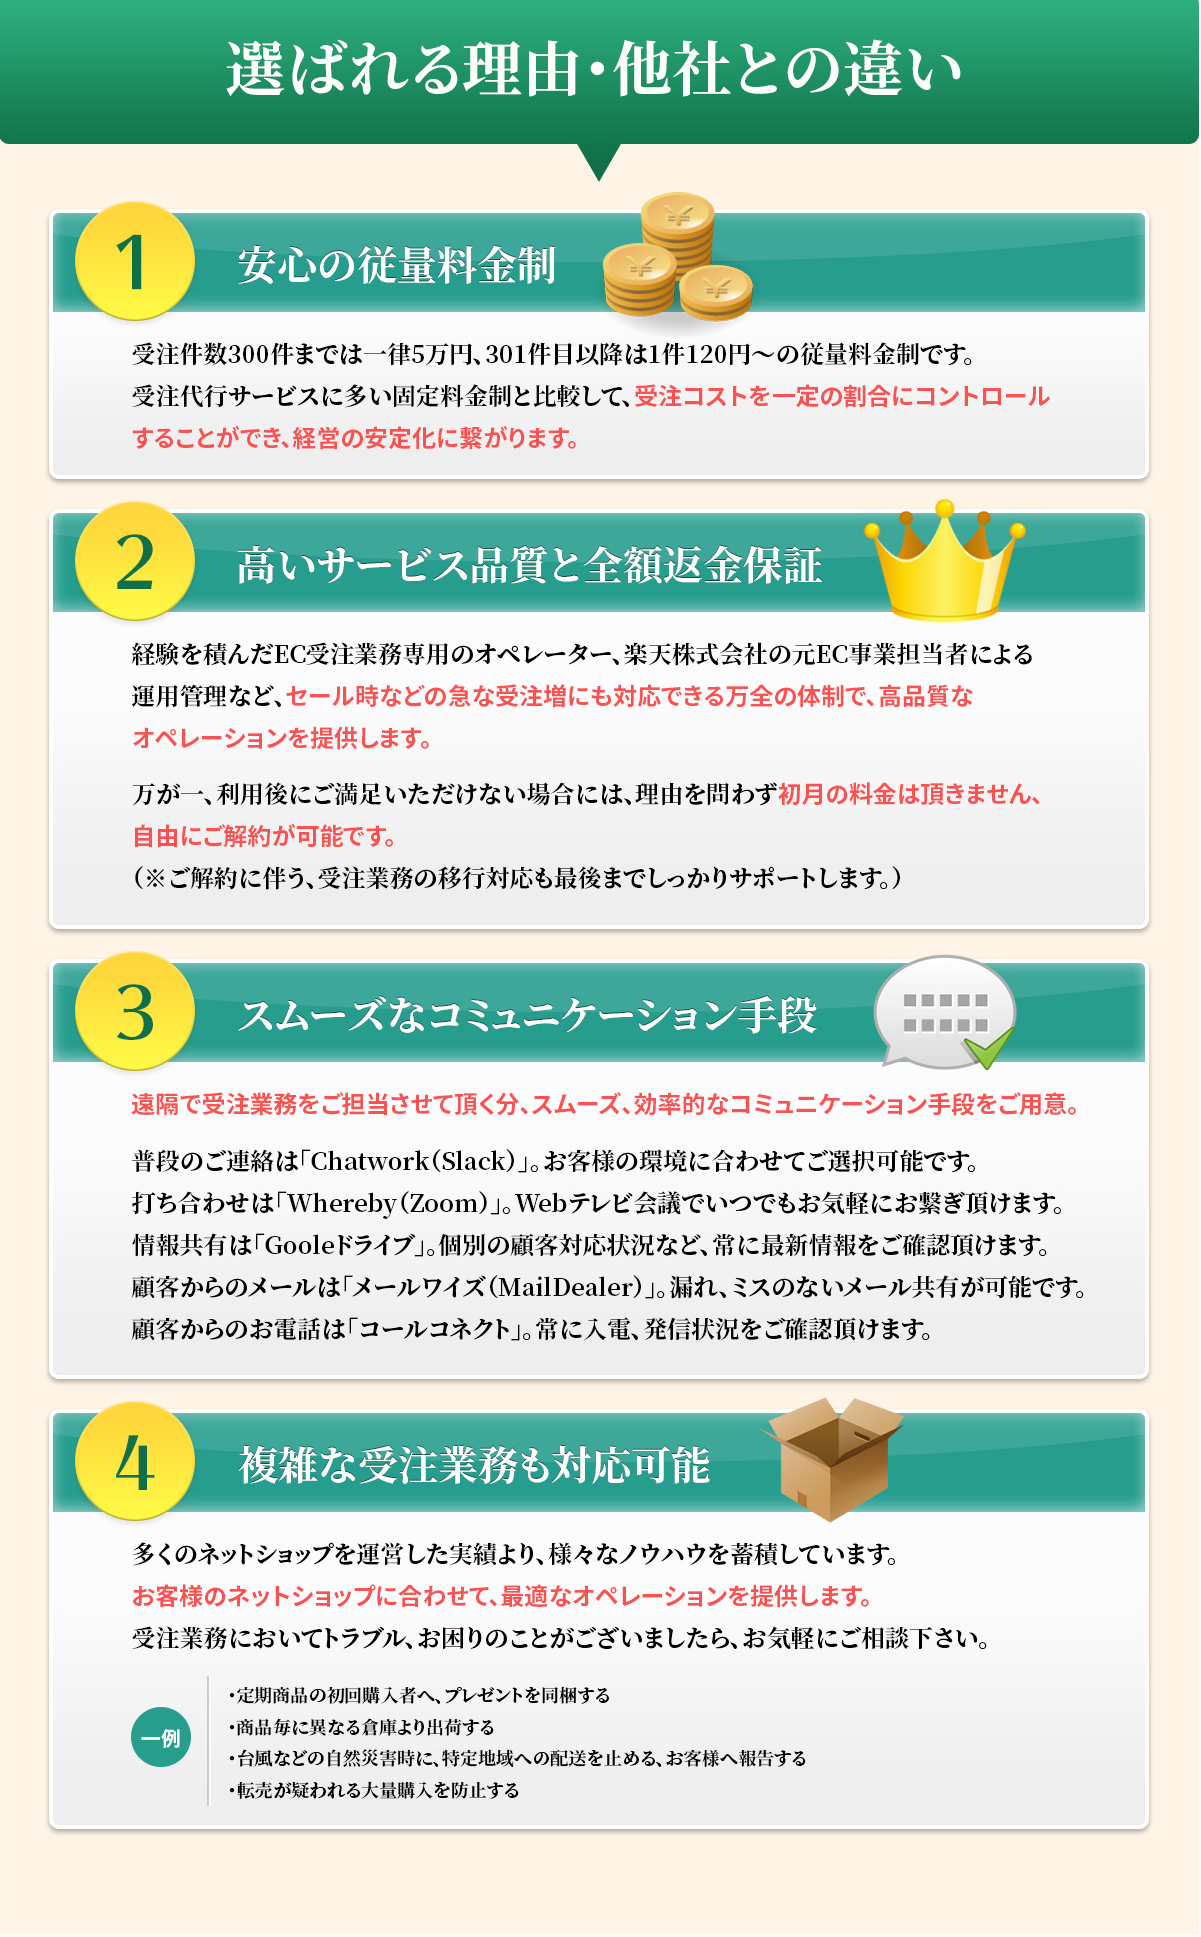 選ばれる理由・他社との違い
1
安心の従量料金制
受注件数300件までは一律5万円、301件目以降は1件120円〜の従量料金制です。
受注代行サービスに多い固定料金制と比較して、受注コストを一定の割合にコントロール
することができ、経営の安定化に繋がります。
2
高いサービス品質と全額返金保証
経験を積んだEC受注業務専用のオペレーター、楽天株式会社の元EC事業担当者による
運用管理など、セール時などの急な受注増にも対応できる万全の体制で、高品質な
オペレーションを提供します。
万が一、利用後にご満足いただけない場合には、理由を問わず初月の料金は頂きません、
自由にご解約が可能です。
（※ご解約に伴う、受注業務の移行対応も最後までしっかりサポートします。）
3
スムーズなコミュニケーション手段
遠隔で受注業務をご担当させて頂く分、スムーズ、効率的なコミュニケーション手段をご用意。
普段のご連絡は「Chatwork（Slack）」。お客様の環境に合わせてご選択可能です。
打ち合わせは「Whereby（Zoom）」。Webテレビ会議でいつでもお気軽にお繋ぎ頂けます。
情報共有は「Gooleドライブ」。個別の顧客対応状況など、常に最新情報をご確認頂けます。
顧客からのメールは「メールワイズ（MailDealer）」。漏れ、ミスのないメール共有が可能です。
顧客からのお電話は「コールコネクト」。常に入電、発信状況をご確認頂けます。
4
複雑な受注業務も対応可能
多くのネットショップを運営した実績より、様々なノウハウを蓄積しています。
お客様のネットショップに合わせて、最適なオペレーションを提供します。
受注業務においてトラブル、お困りのことがございましたら、お気軽にご相談下さい。
一例
・定期商品の初回購入者へ、プレゼントを同梱する
・商品毎に異なる倉庫より出荷する
・台風などの自然災害時に、特定地域への配送を止める、お客様へ報告する
・転売が疑われる大量購入を防止する